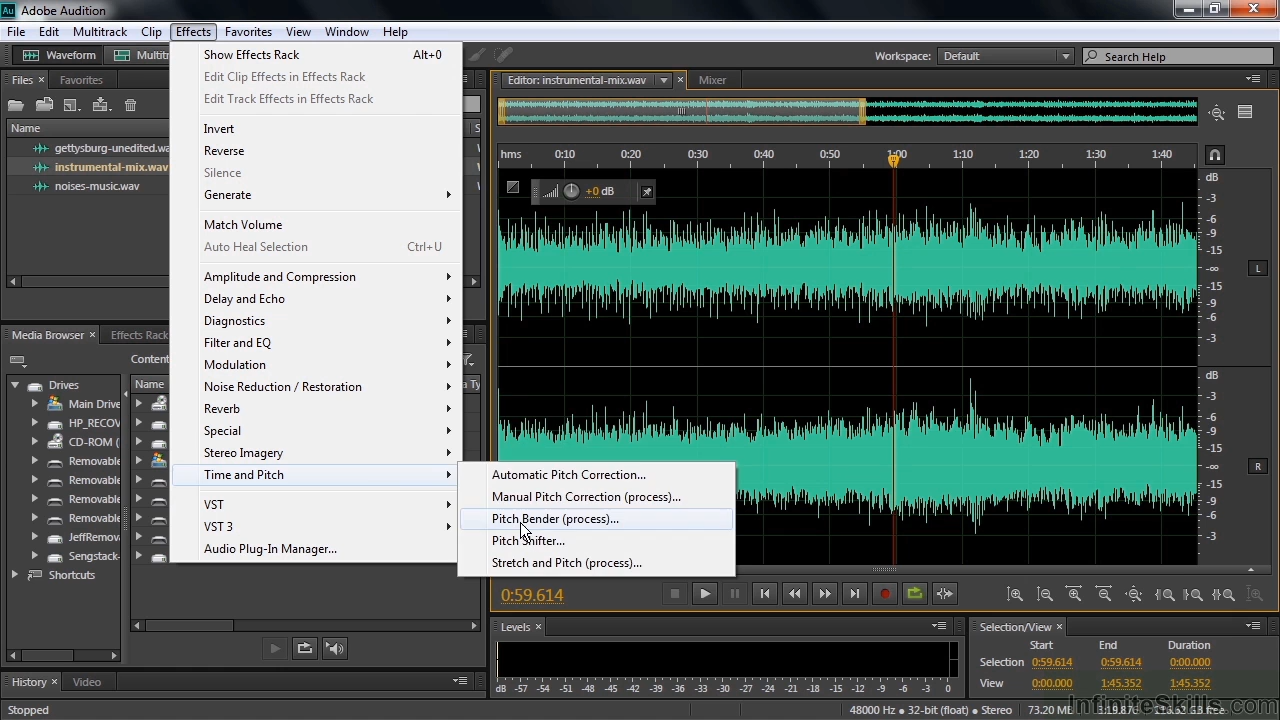 Au Adobe Audition
File Edit Multitrack Clip Effects Favorites View Window Help
Waveform Multitr
Workspace: Default Search Help
Files × Favorites
Name
gettysburg-unedited.wa
instrumental-mix.wav
noises-music.wav
Show Effects Rack Alt+0
Edit Clip Effects in Effects Rack
Edit Track Effects in Effects Rack
Invert
Reverse
Silence
Generate
Match Volume
Auto Heal Selection Ctrl+U
Amplitude and Compression
Delay and Echo
Diagnostics
Filter and EQ
Modulation
Noise Reduction / Restoration
Reverb
Special
Stereo Imagery
Time and Pitch
VST
VST 3
Audio Plug-In Manager...
Automatic Pitch Correction...
Manual Pitch Correction (process)...
Pitch Bender (process)...
Pitch Shifter...
Stretch and Pitch (process)...
Editor: instrumental-mix.wav × Mixer
hms 0:10 0:20 0:30 0:40 0:50 1:00 1:10 1:20 1:30 1:40
+0 dB
dB
-3
-6
-9
-15
-∞
-15
-9
-6
-3
L
dB
-3
-6
-9
-15
-∞
-15
-9
-6
-3
R
Media Browser × Effects Rack
Conten
Drives
Main Drive
HP_RECOV
CD-ROM (
Removable
Removable
Removable
Removable
JeffRemova
Sengstack-
Shortcuts
Name
a Ty
0:59.614
History × Video
Levels ×
dB -57 -54 -51 -48 -45 -42 -39 -36 -33 -30 -27 -24 -21 -18 -15 -12 -9 -6 -3 0
Selection/View ×
Start End Duration
Selection 0:59.614 0:59.614 0:00.000
View 0:00.000 1:45.352 1:45.352
Stopped
48000 Hz • 32-bit (float) • Stereo 73.20 MB
InfiniteSkills.com